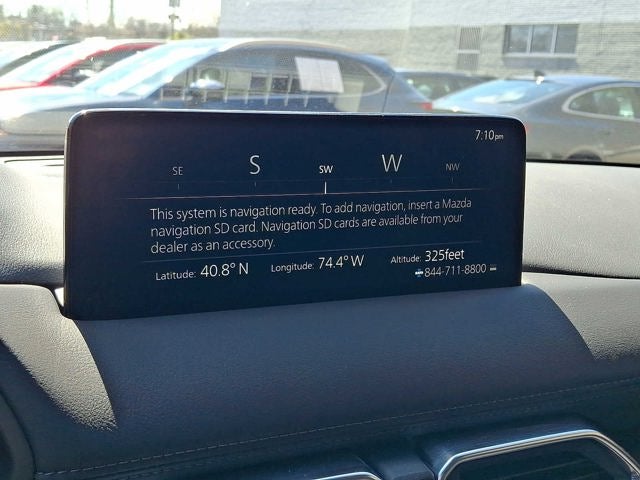 7:10pm
SE S SW W NW
This system is navigation ready. To add navigation, insert a Mazda
navigation SD card. Navigation SD cards are available from your
dealer as an accessory.
Latitude: 40.8° N Longitude: 74.4° W Altitude: 325feet
844-711-8800